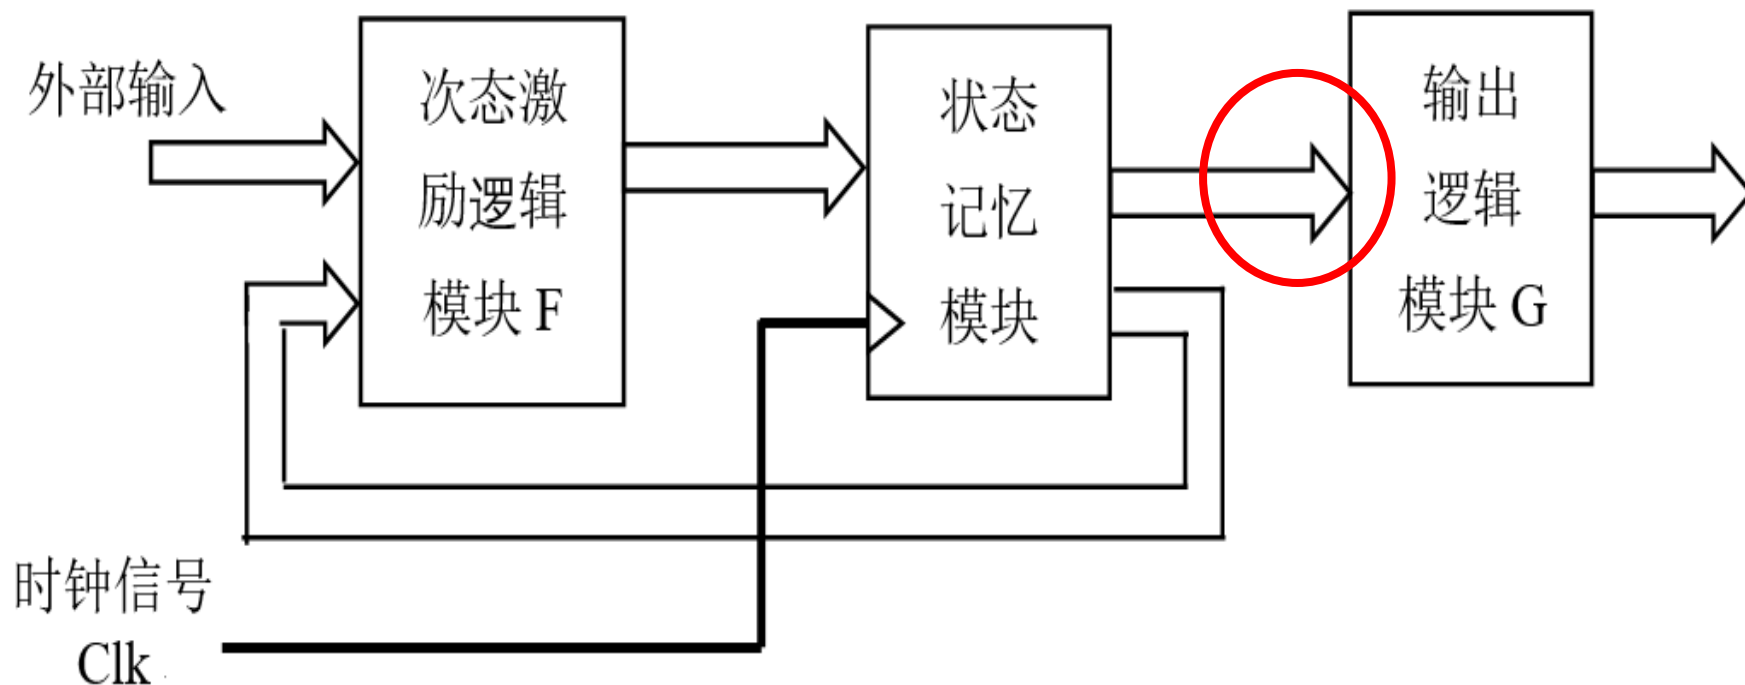 外部输入
次态激
励逻辑
模块 F
状态
记忆
模块
输出
逻辑
模块 G
时钟信号
Clk